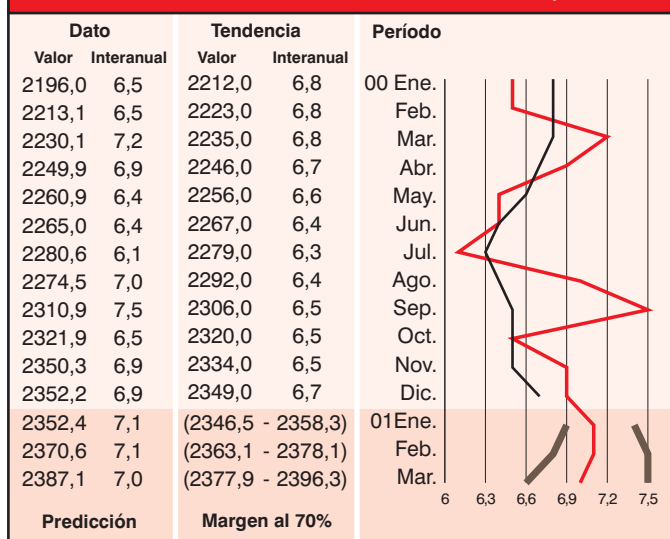 Dato Tendencia Período
Valor Interanual Valor Interanual
2196,0 6,5 2212,0 6,8 00 Ene.
2213,1 6,5 2223,0 6,8 Feb.
2230,1 7,2 2235,0 6,8 Mar.
2249,9 6,9 2246,0 6,7 Abr.
2260,9 6,4 2256,0 6,6 May.
2265,0 6,4 2267,0 6,4 Jun.
2280,6 6,1 2279,0 6,3 Jul.
2274,5 7,0 2292,0 6,4 Ago.
2310,9 7,5 2306,0 6,5 Sep.
2321,9 6,5 2320,0 6,5 Oct.
2350,3 6,9 2334,0 6,5 Nov.
2352,2 6,9 2349,0 6,7 Dic.
2352,4 7,1 (2346,5 - 2358,3) 01Ene.
2370,6 7,1 (2363,1 - 2378,1) Feb.
2387,1 7,0 (2377,9 - 2396,3) Mar.
6 6,3 6,6 6,9 7,2 7,5
Predicción Margen al 70%